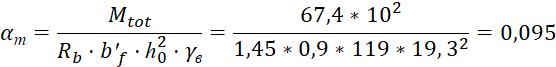 α_m = M_tot / (R_b · b'_f · h_0^2 · γ_в) = 67,4 * 10^2 / (1,45 * 0,9 * 119 * 19,3^2) = 0,095